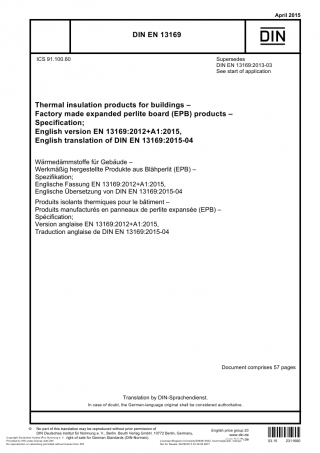 April 2015
DIN EN 13169
DIN
ICS 91.100.60
Supersedes
DIN EN 13169:2013-03
See start of application
Thermal insulation products for buildings –
Factory made expanded perlite board (EPB) products –
Specification;
English version EN 13169:2012+A1:2015,
English translation of DIN EN 13169:2015-04
Wärmedämmstoffe für Gebäude –
Werkmäßig hergestellte Produkte aus Blähperlit (EPB) –
Spezifikation;
Englische Fassung EN 13169:2012+A1:2015,
Englische Übersetzung von DIN EN 13169:2015-04
Produits isolants thermiques pour le bâtiment –
Produits manufacturés en panneaux de perlite expansée (EPB) –
Spécification;
Version anglaise EN 13169:2012+A1:2015,
Traduction anglaise de DIN EN 13169:2015-04
Document comprises 57 pages
Translation by DIN-Sprachendienst.
In case of doubt, the German-language original shall be considered authoritative.
No part of this translation may be reproduced without prior permission of
DIN Deutsches Institut für Normung e. V., Berlin. Beuth Verlag GmbH, 10772 Berlin, Germany,
right of sale for German Standards (DIN-Normen).
English price group 20
www.din.de
03.15